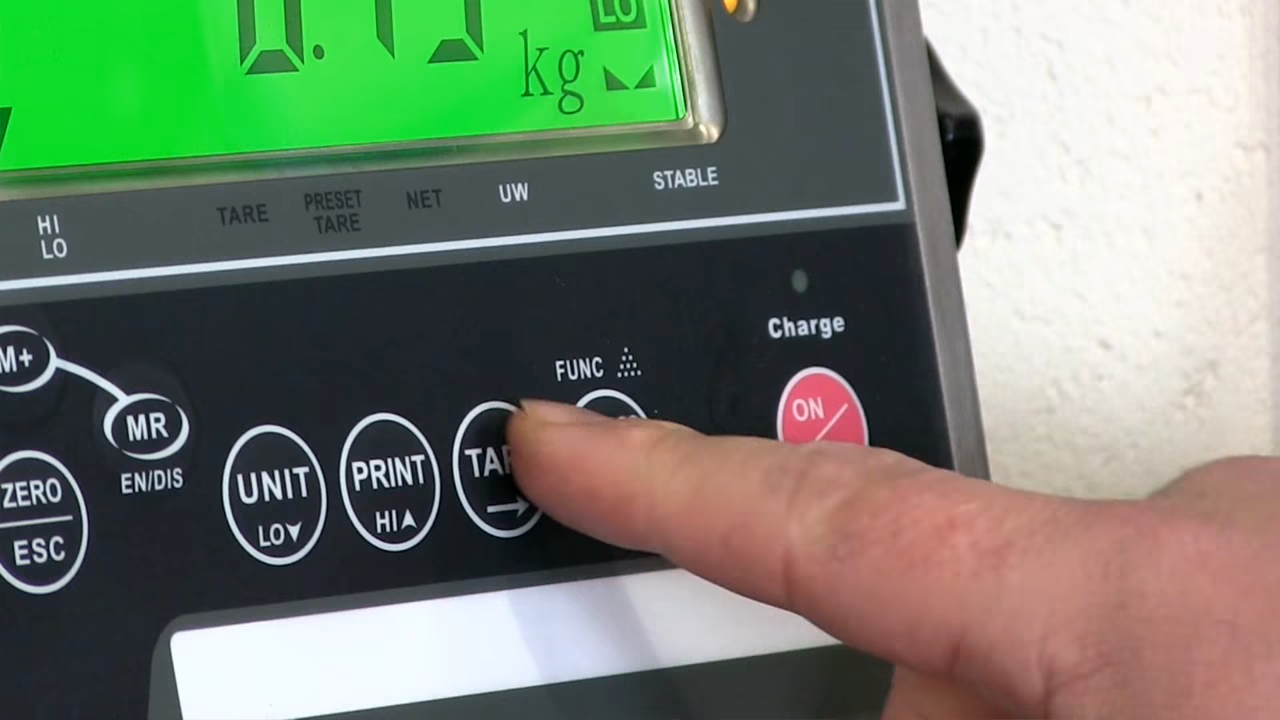 LO
kg
HI
LO
TARE
PRESET
TARE
NET
UW
STABLE
Charge
FUNC
M+
MR
EN/DIS
ON
ZERO
ESC
UNIT
LO▼
PRINT
HI▲